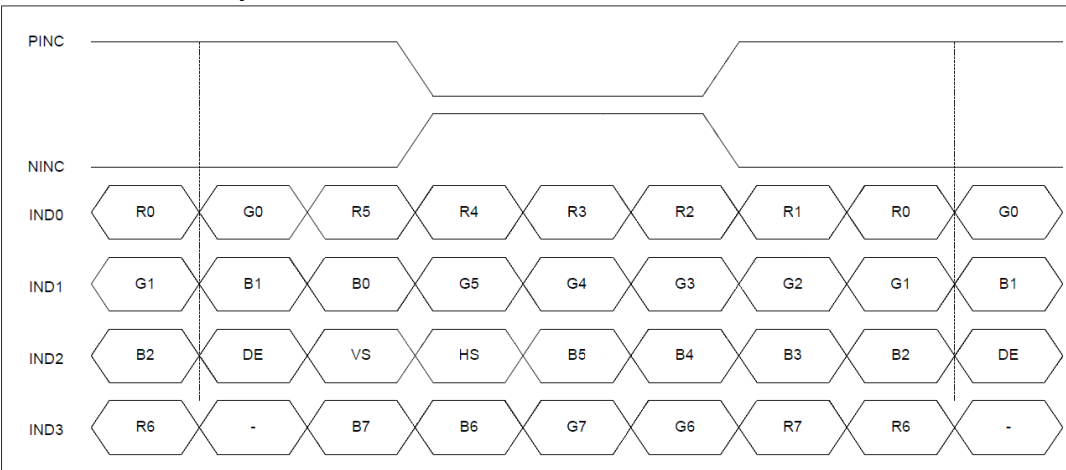 PINC
NINC
IND0 R0 G0 R5 R4 R3 R2 R1 R0 G0
IND1 G1 B1 B0 G5 G4 G3 G2 G1 B1
IND2 B2 DE VS HS B5 B4 B3 B2 DE
IND3 R6 - B7 B6 G7 G6 R7 R6 -